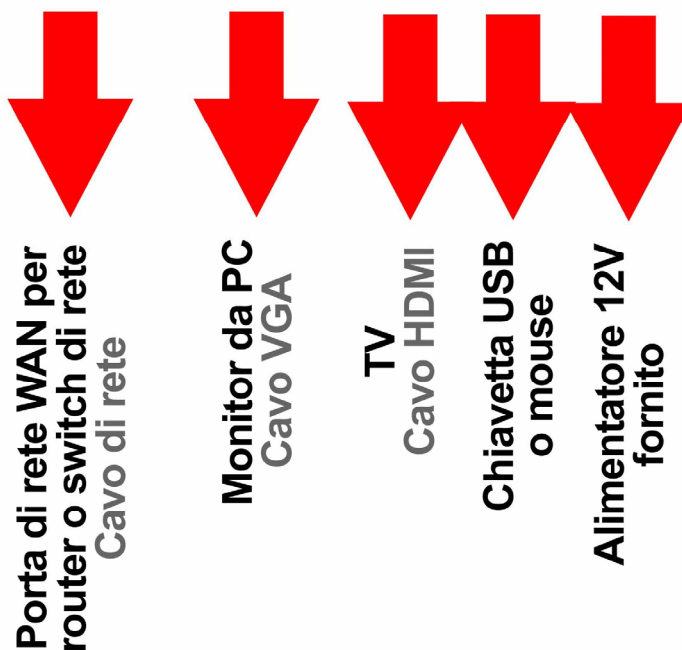 Porta di rete WAN per
router o switch di rete
Cavo di rete
Monitor da PC
Cavo VGA
TV
Cavo HDMI
Chiavetta USB
o mouse
Alimentatore 12V
fornito